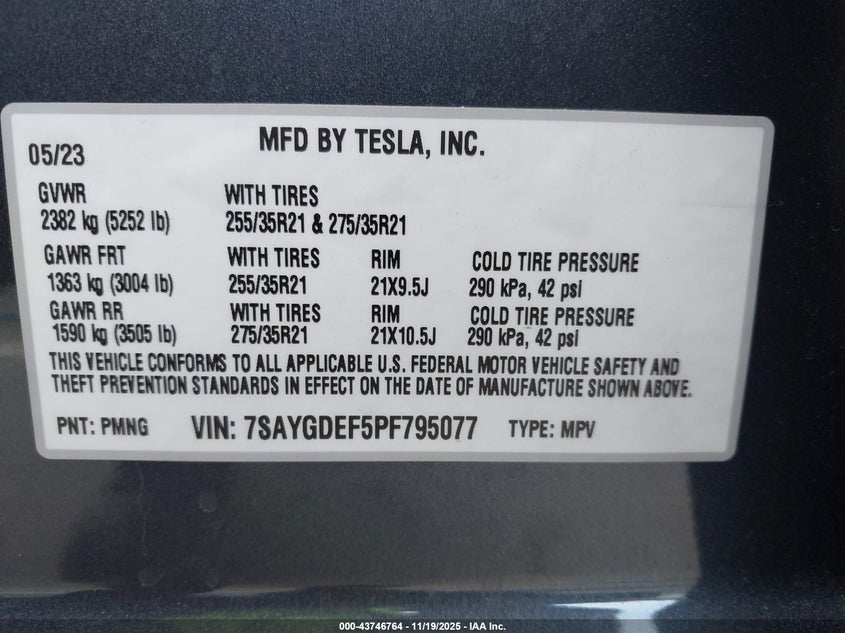 MFD BY TESLA, INC.
05/23
GVWR WITH TIRES
2382 kg (5252 lb) 255/35R21 & 275/35R21
GAWR FRT WITH TIRES RIM COLD TIRE PRESSURE
1363 kg (3004 lb) 255/35R21 21X9.5J 290 kPa, 42 psi
GAWR RR WITH TIRES RIM COLD TIRE PRESSURE
1590 kg (3505 lb) 275/35R21 21X10.5J 290 kPa, 42 psi
THIS VEHICLE CONFORMS TO ALL APPLICABLE U.S. FEDERAL MOTOR VEHICLE SAFETY AND
THEFT PREVENTION STANDARDS IN EFFECT ON THE DATE OF MANUFACTURE SHOWN ABOVE.
PNT: PMNG VIN: 7SAYGDEF5PF795077 TYPE: MPV
000-43746764 - 11/19/2025 - IAA Inc.